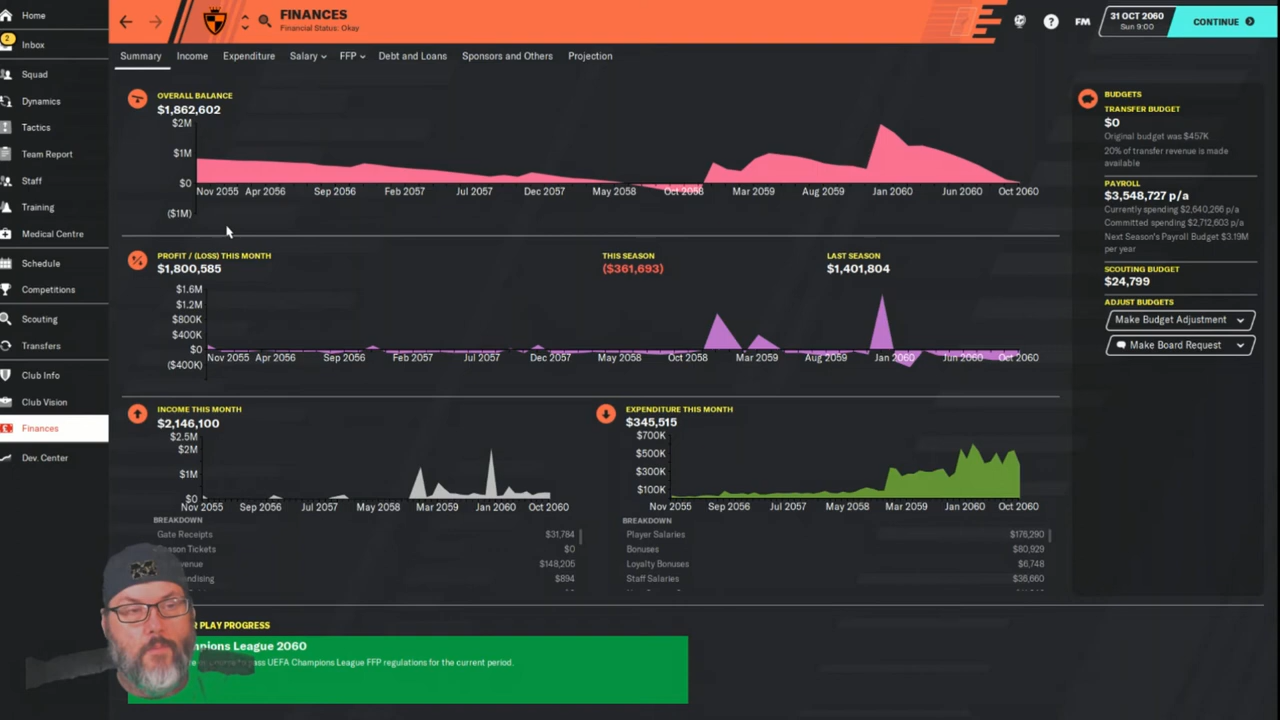 Home
Inbox
2
Squad
Dynamics
Tactics
Team Report
Staff
Training
Medical Centre
Schedule
Competitions
Scouting
Transfers
Club Info
Club Vision
Finances
Dev. Center
FINANCES
Financial Status: Okay
FM
31 OCT 2060
Sun 9:00
CONTINUE
Summary
Income
Expenditure
Salary
FFP
Debt and Loans
Sponsors and Others
Projection
OVERALL BALANCE
$1,862,602
$2M
$1M
$0
($1M)
Nov 2055 Apr 2056 Sep 2056 Feb 2057 Jul 2057 Dec 2057 May 2058 Oct 2058 Mar 2059 Aug 2059 Jan 2060 Jun 2060 Oct 2060
PROFIT / (LOSS) THIS MONTH
$1,800,585
THIS SEASON
($361,693)
LAST SEASON
$1,401,804
$1.6M
$1.2M
$800K
$400K
$0
($400K)
Nov 2055 Apr 2056 Sep 2056 Feb 2057 Jul 2057 Dec 2057 May 2058 Oct 2058 Mar 2059 Aug 2059 Jan 2060 Jun 2060 Oct 2060
INCOME THIS MONTH
$2,146,100
$2.5M
$2M
$1M
$0
Nov 2055 Sep 2056 Jul 2057 May 2058 Mar 2059 Jan 2060 Oct 2060
BREAKDOWN
Gate Receipts $31,784
Tickets $0
$148,205
$894
EXPENDITURE THIS MONTH
$345,515
$700K
$500K
$300K
$100K
Nov 2055 Sep 2056 Jul 2057 May 2058 Mar 2059 Jan 2060 Oct 2060
BREAKDOWN
Player Salaries $176,290
Bonuses $80,929
Loyalty Bonuses $6,748
Staff Salaries $36,660
PLAY PROGRESS
League 2060
UEFA Champions League FFP regulations for the current period.
BUDGETS
TRANSFER BUDGET
$0
Original budget was $457K
20% of transfer revenue is made
available
PAYROLL
$3,548,727 p/a
Currently spending $2,640,266 p/a
Committed spending $2,712,603 p/a
Next Season's Payroll Budget $3.19M
per year
SCOUTING BUDGET
$24,799
ADJUST BUDGETS
Make Budget Adjustment
Make Board Request